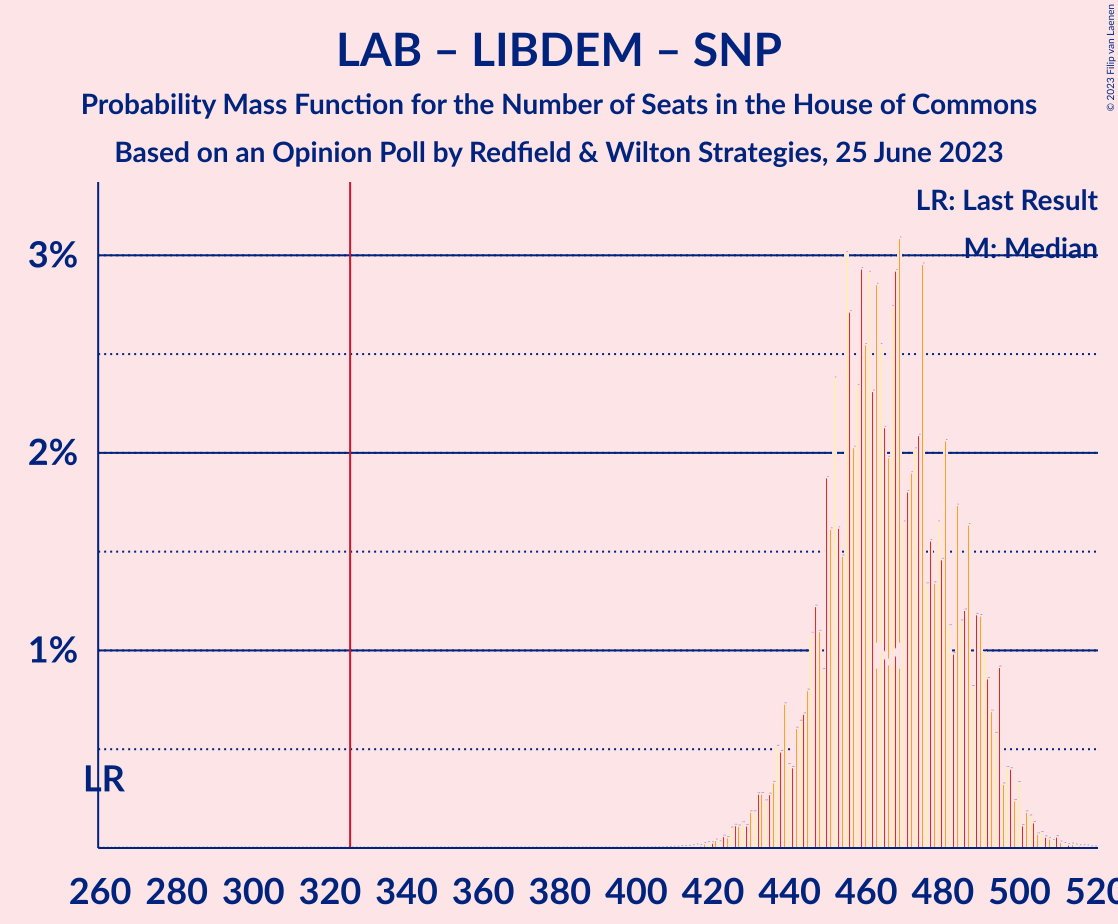 LAB – LIBDEM – SNP
Probability Mass Function for the Number of Seats in the House of Commons
Based on an Opinion Poll by Redfield & Wilton Strategies, 25 June 2023
© 2023 Filip van Laenen
LR: Last Result
M: Median
3%
2%
1%
LR
M
260 280 300 320 340 360 380 400 420 440 460 480 500 520